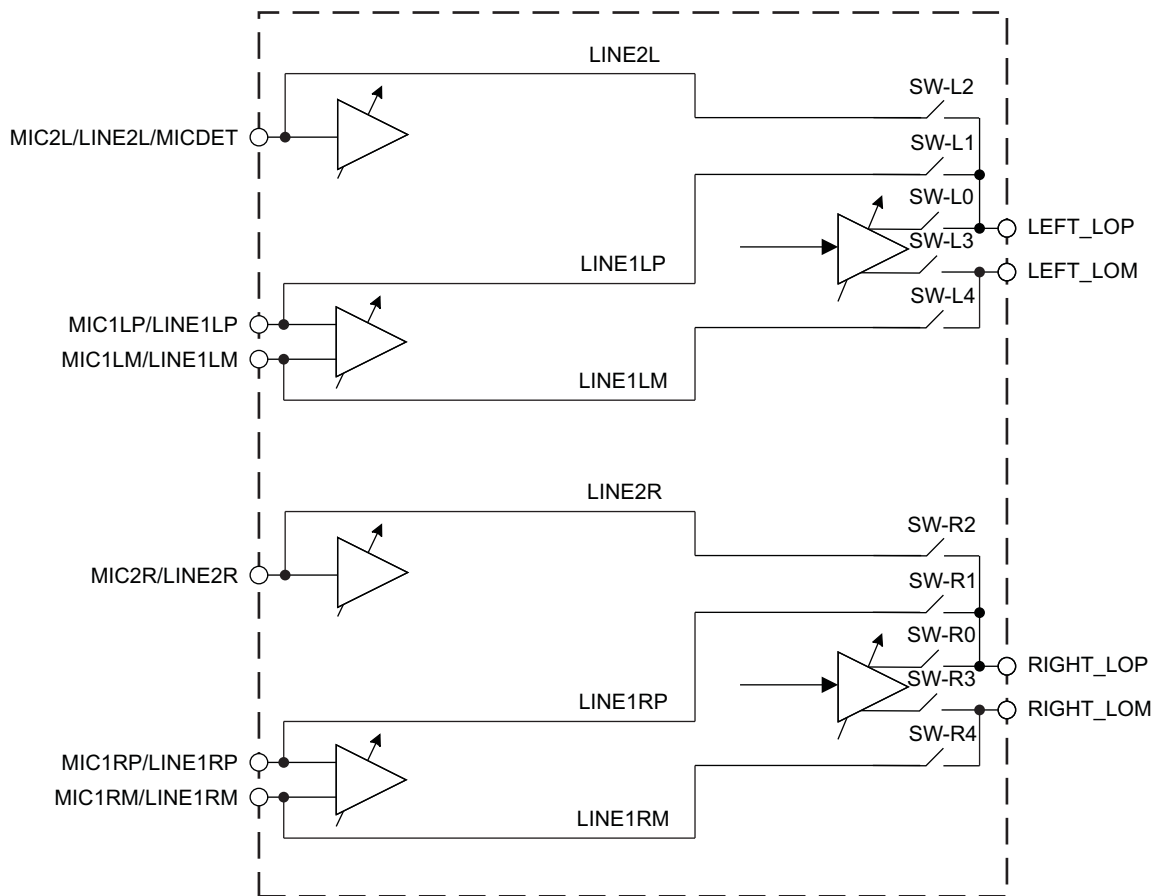 LINE2L
SW-L2
MIC2L/LINE2L/MICDET
SW-L1
SW-L0
LEFT_LOP
SW-L3
LINE1LP
LEFT_LOM
SW-L4
MIC1LP/LINE1LP
MIC1LM/LINE1LM
LINE1LM
LINE2R
SW-R2
MIC2R/LINE2R
SW-R1
SW-R0
RIGHT_LOP
SW-R3
LINE1RP
RIGHT_LOM
SW-R4
MIC1RP/LINE1RP
MIC1RM/LINE1RM
LINE1RM